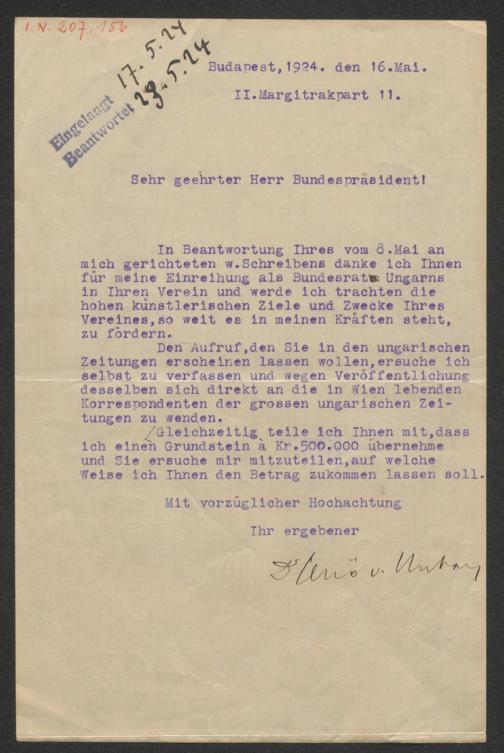 I.N. 207.156
Eingelangt 17.5.24
Beantwortet 23.5.24
Budapest,1924. den 16.Mai.
II.Margitrakpart 11.
Sehr geehrter Herr Bundespräsident!
In Beantwortung Ihres vom 8.Mai an
mich gerichteten w.Schreibens danke ich Ihnen
für meine Einreihung als Bundesrat Ungarns
in Ihren Verein und werde ich trachten die
hohen künstlerischen Ziele und Zwecke Ihres
Vereines,so weit es in meinen Kräften steht,
zu fördern.
Den Aufruf,den Sie in den ungarischen
Zeitungen erscheinen lassen wollen,ersuche ich
selbst zu verfassen und wegen Veröffentlichung
desselben sich direkt an die in Wien lebenden
Korrespondenten der grossen ungarischen Zei-
tungen zu wenden.
Gleichzeitig teile ich Ihnen mit,dass
ich einen Grundstein à Kr.500.000 übernehme
und Sie ersuche mir mitzuteilen,auf welche
Weise ich Ihnen den Betrag zukommen lassen soll.
Mit vorzüglicher Hochachtung
Ihr ergebener
Dr v.